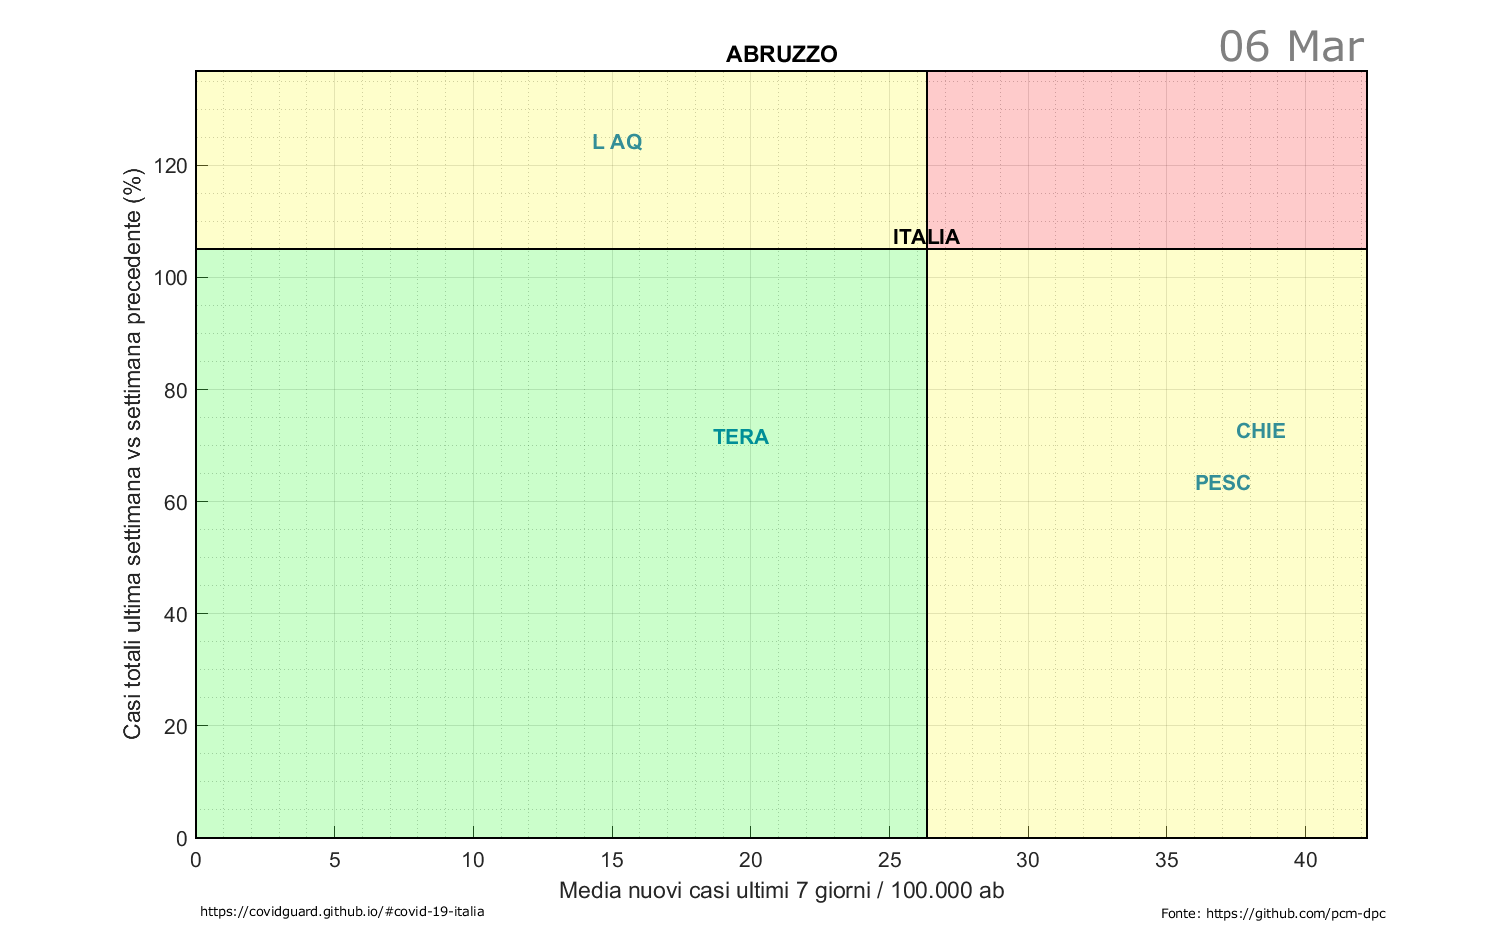 06 Mar
ABRUZZO
Casi totali ultima settimana vs settimana precedente (%)
120
100
80
60
40
20
0
L AQ
ITALIA
TERA
CHIE
PESC
0 5 10 15 20 25 30 35 40
Media nuovi casi ultimi 7 giorni / 100.000 ab
https://covidguard.github.io/#covid-19-italia
Fonte: https://github.com/pcm-dpc